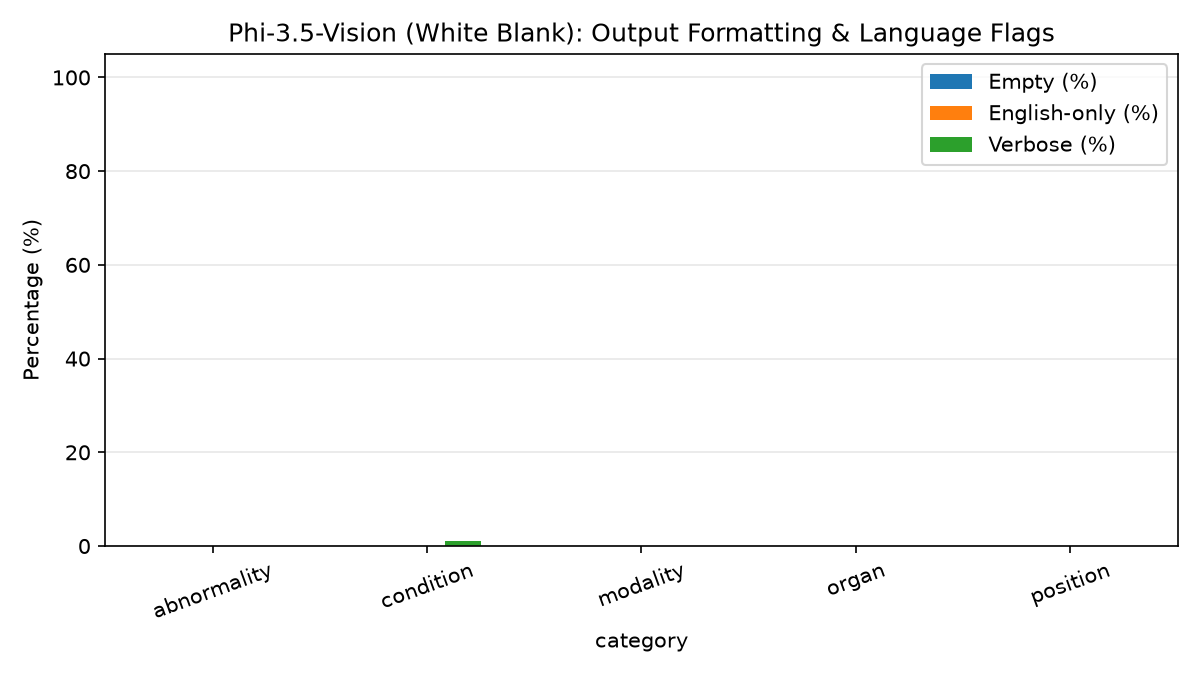 Phi-3.5-Vision (White Blank): Output Formatting & Language Flags
Empty (%)
English-only (%)
Verbose (%)
Percentage (%)
100
80
60
40
20
0
abnormality
condition
modality
organ
position
category